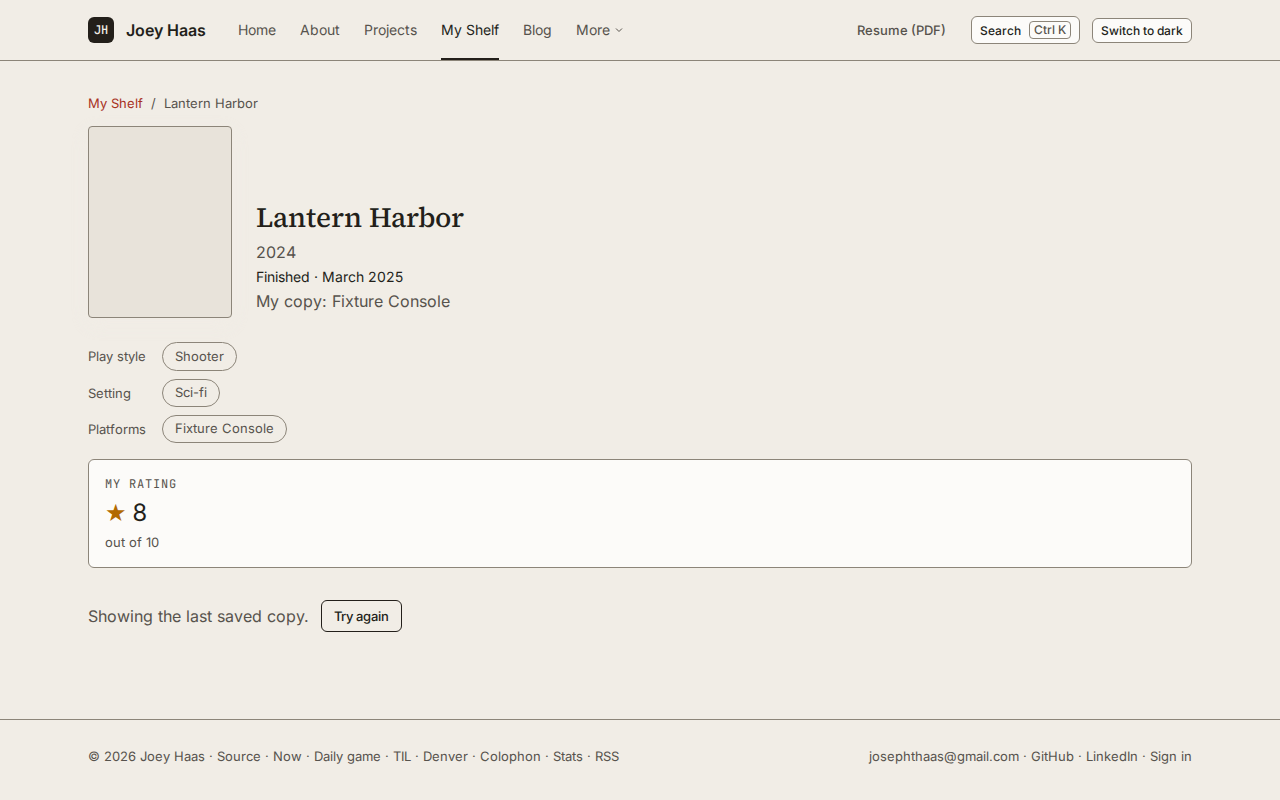 JH Joey Haas Home About Projects My Shelf Blog More Resume (PDF) Search Ctrl K Switch to dark
My Shelf / Lantern Harbor
Lantern Harbor
2024
Finished · March 2025
My copy: Fixture Console
Play style Shooter
Setting Sci-fi
Platforms Fixture Console
MY RATING
★ 8
out of 10
Showing the last saved copy. Try again
© 2026 Joey Haas · Source · Now · Daily game · TIL · Denver · Colophon · Stats · RSS josephthaas@gmail.com · GitHub · LinkedIn · Sign in